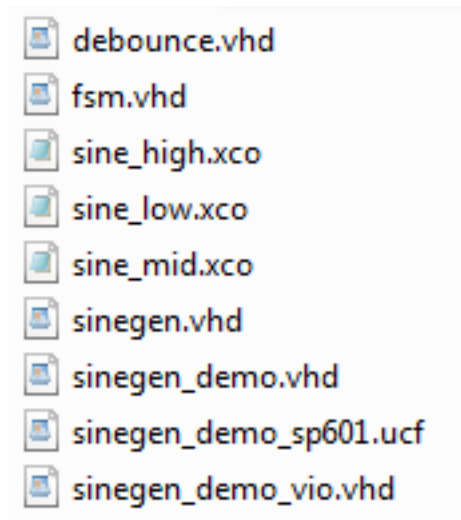 debounce.vhd
fsm.vhd
sine_high.xco
sine_low.xco
sine_mid.xco
sinegen.vhd
sinegen_demo.vhd
sinegen_demo_sp601.ucf
sinegen_demo_vio.vhd